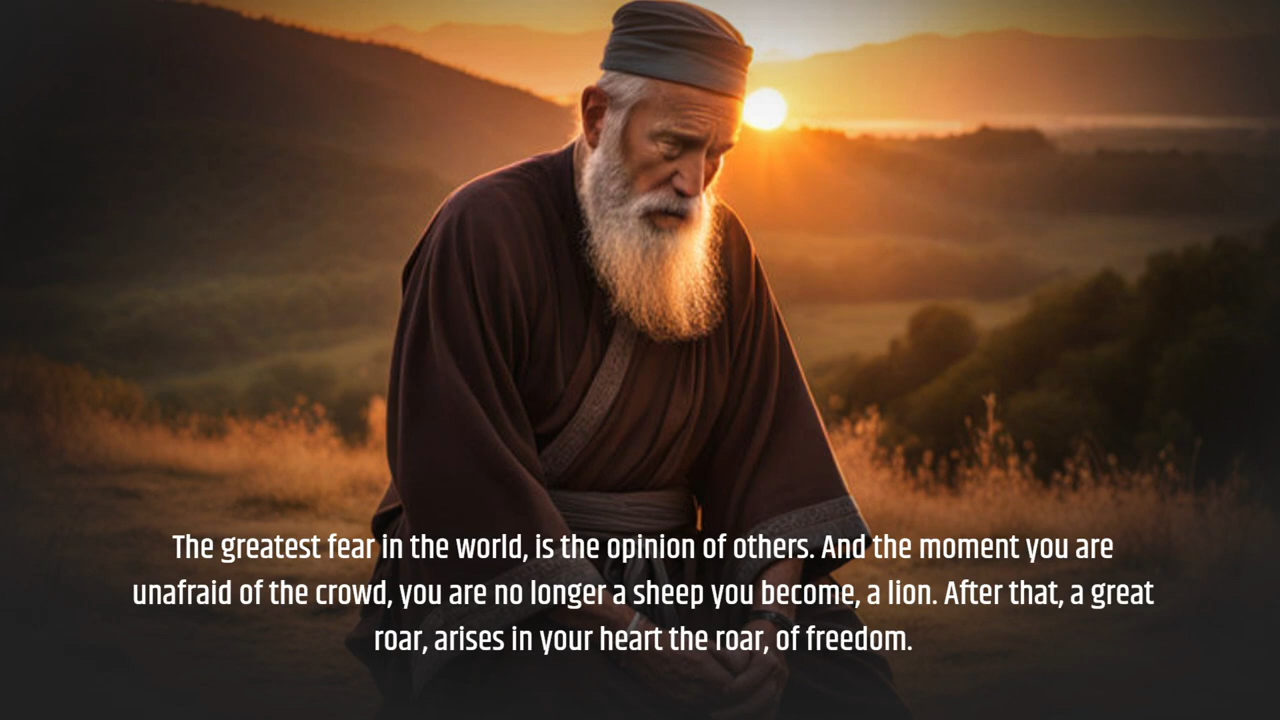 The greatest fear in the world, is the opinion of others. And the moment you are
unafraid of the crowd, you are no longer a sheep you become, a lion. After that, a great
roar, arises in your heart the roar, of freedom.